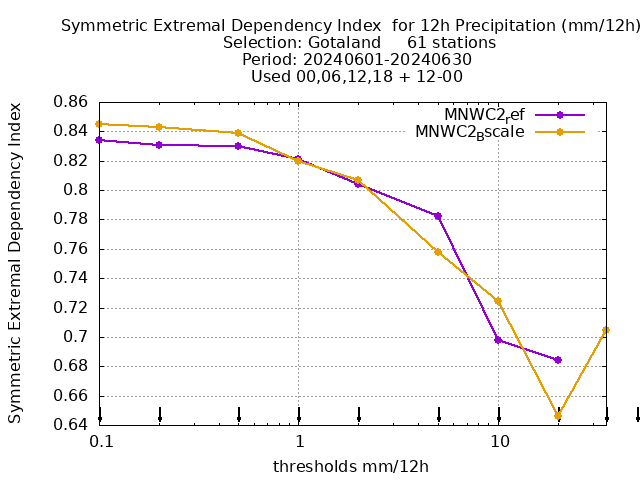 Symmetric Extremal Dependency Index  for 12h Precipitation (mm/12h)
Selection: Gotaland     61 stations
Period: 20240601-20240630
Used 00,06,12,18 + 12-00
MNWC2_ref
MNWC2_Bscale
Symmetric Extremal Dependency Index
0.86
0.84
0.82
0.8
0.78
0.76
0.74
0.72
0.7
0.68
0.66
0.64
0.1 1 10
thresholds mm/12h